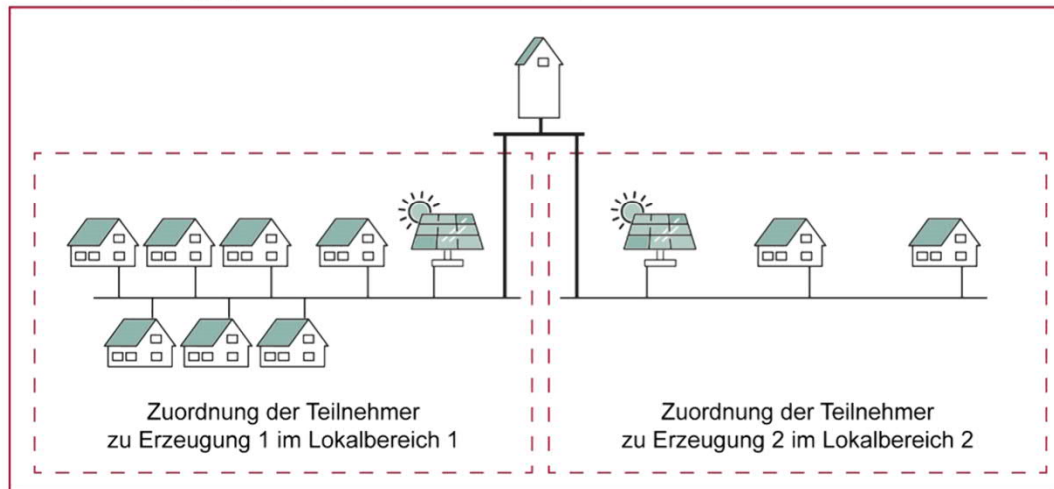 Zuordnung der Teilnehmer
zu Erzeugung 1 im Lokalbereich 1
Zuordnung der Teilnehmer
zu Erzeugung 2 im Lokalbereich 2